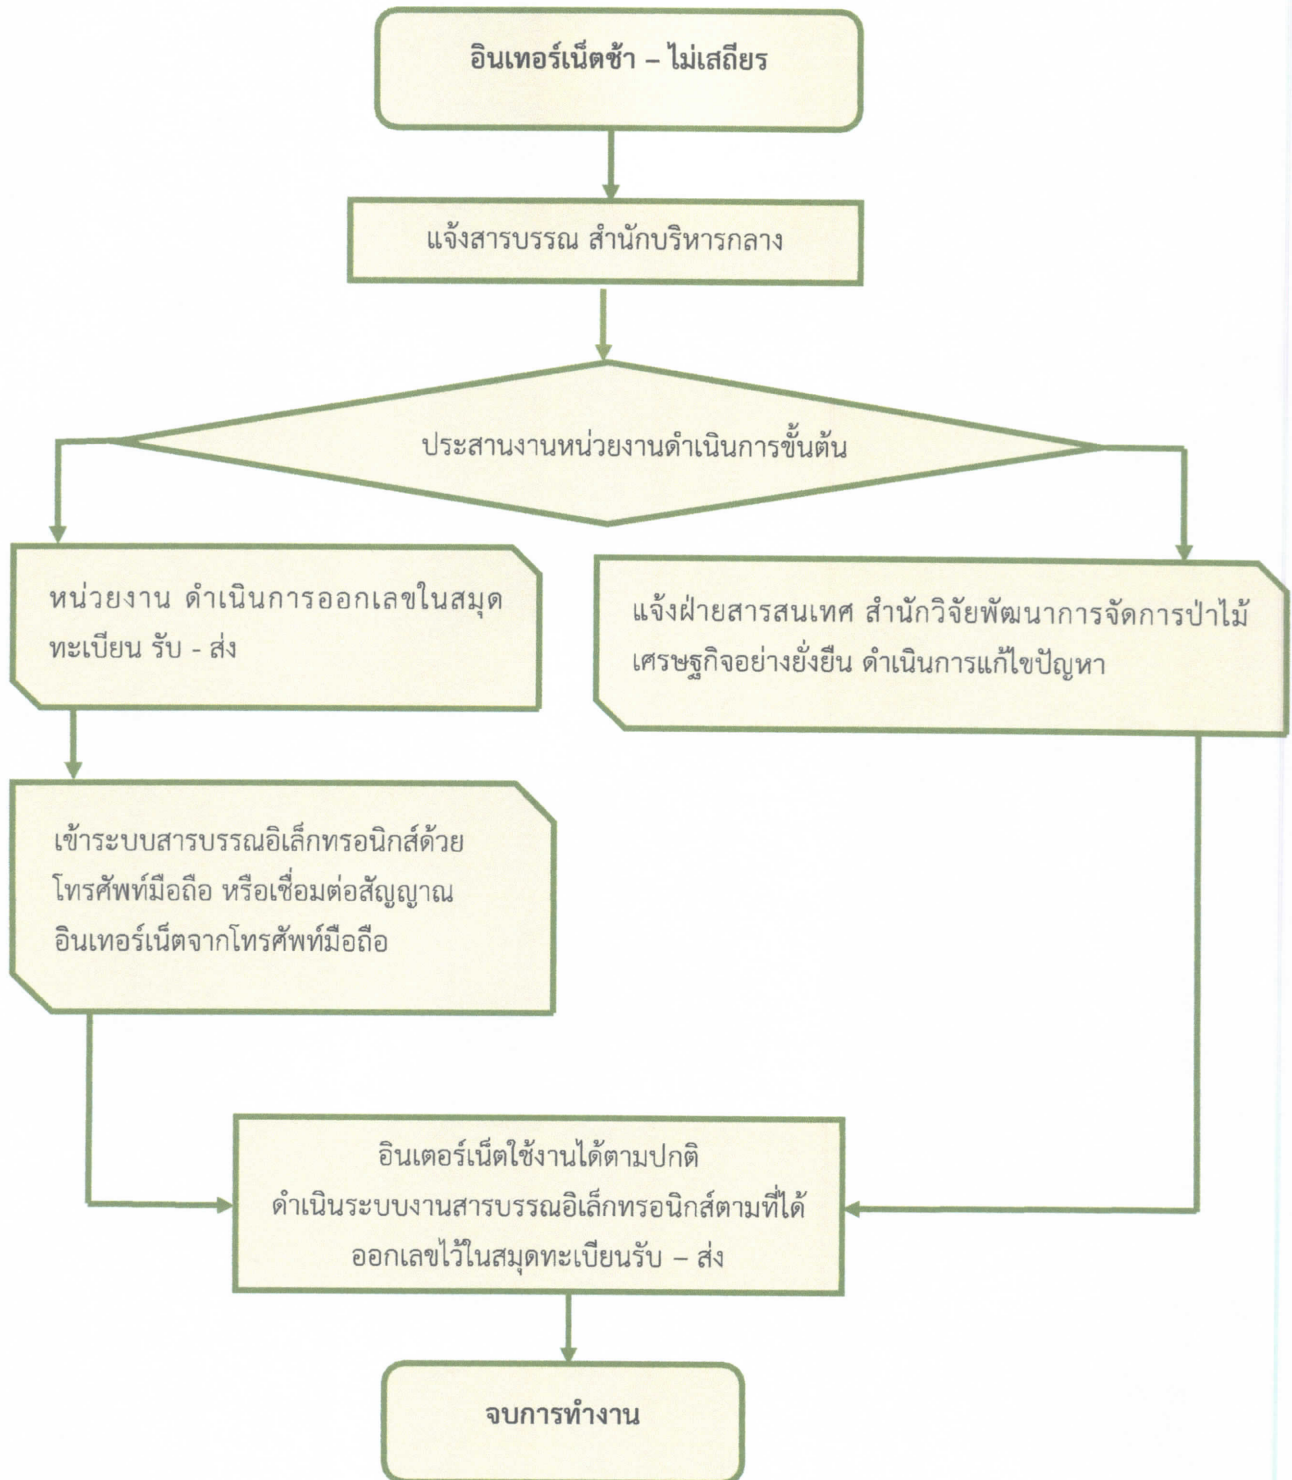 อินเทอร์เน็ตช้า – ไม่เสถียร
แจ้งสารบรรณ สำนักบริหารกลาง
ประสานงานหน่วยงานดำเนินการขั้นต้น
หน่วยงาน ดำเนินการออกเลขในสมุด
ทะเบียน รับ - ส่ง
แจ้งฝ่ายสารสนเทศ สำนักวิจัยพัฒนาการจัดการป่าไม้
เศรษฐกิจอย่างยั่งยืน ดำเนินการแก้ไขปัญหา
เข้าระบบสารบรรณอิเล็กทรอนิกส์ด้วย
โทรศัพท์มือถือ หรือเชื่อมต่อสัญญาณ
อินเทอร์เน็ตจากโทรศัพท์มือถือ
อินเตอร์เน็ตใช้งานได้ตามปกติ
ดำเนินระบบงานสารบรรณอิเล็กทรอนิกส์ตามที่ได้
ออกเลขไว้ในสมุดทะเบียนรับ – ส่ง
จบการทำงาน